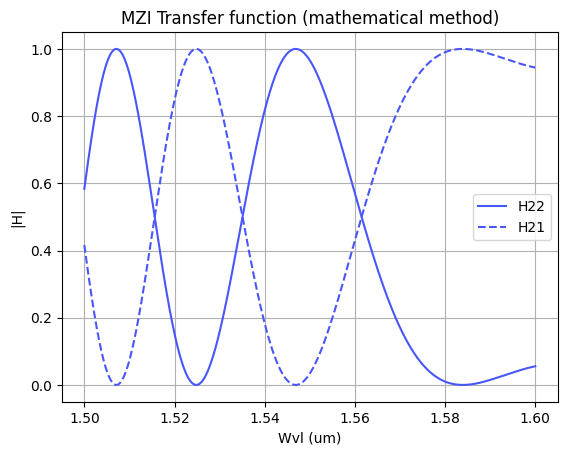 MZI Transfer function (mathematical method)
1.0
0.8
0.6
0.4
0.2
0.0
|H|
H22
H21
1.50 1.52 1.54 1.56 1.58 1.60
Wvl (um)